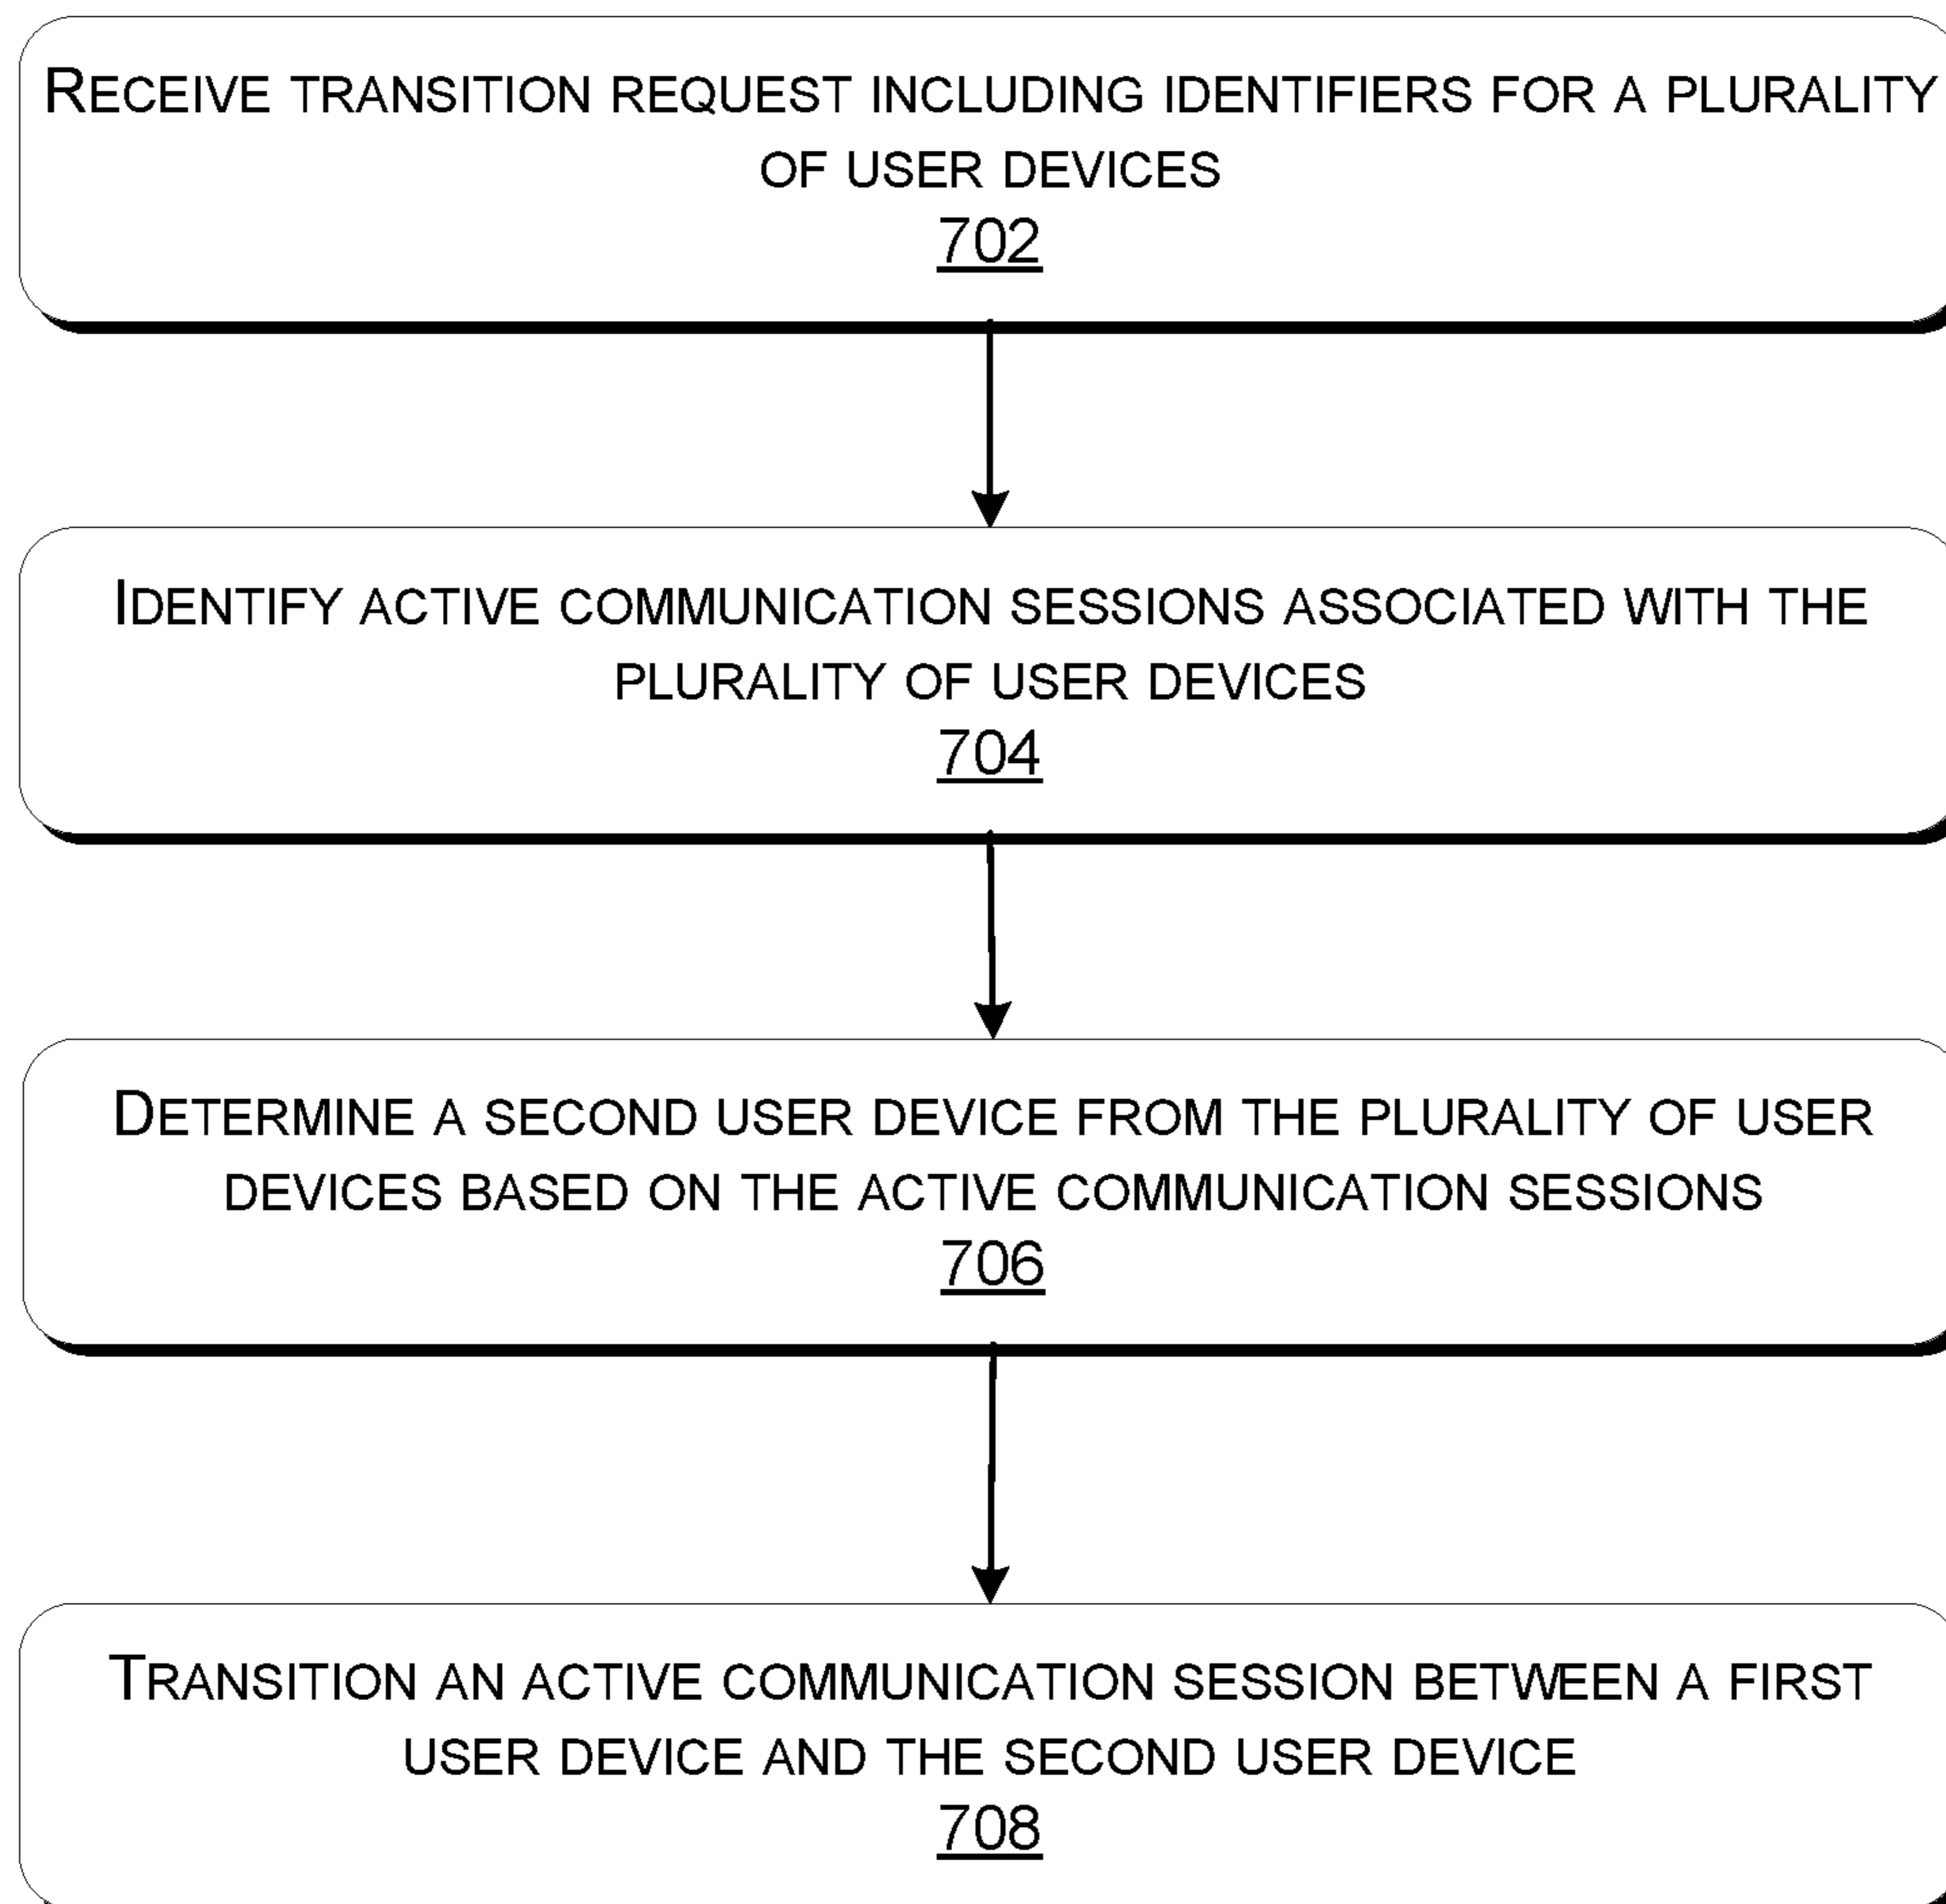 RECEIVE TRANSITION REQUEST INCLUDING IDENTIFIERS FOR A PLURALITY
OF USER DEVICES
702
IDENTIFY ACTIVE COMMUNICATION SESSIONS ASSOCIATED WITH THE
PLURALITY OF USER DEVICES
704
DETERMINE A SECOND USER DEVICE FROM THE PLURALITY OF USER
DEVICES BASED ON THE ACTIVE COMMUNICATION SESSIONS
706
TRANSITION AN ACTIVE COMMUNICATION SESSION BETWEEN A FIRST
USER DEVICE AND THE SECOND USER DEVICE
708